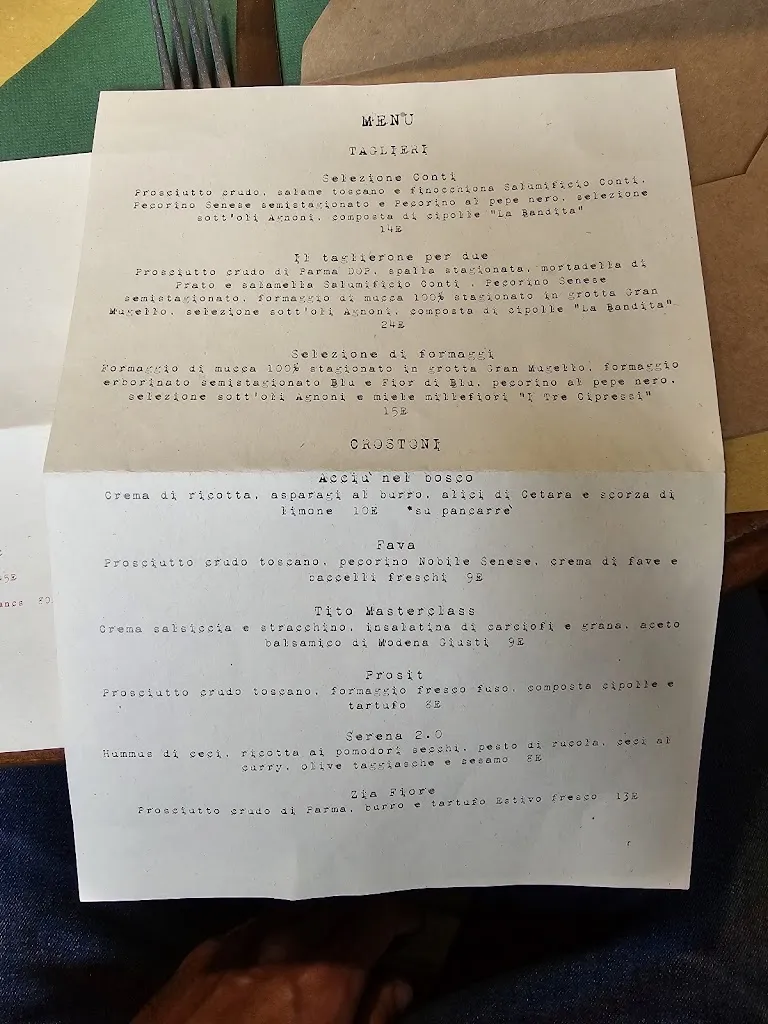 MENU
TAGLIERI
Selezione Conti
Prosciutto crudo, salame toscano e finocchiona Salumificio Conti,
Pecorino Senese semistagionato e Pecorino al pepe nero, selezione
sott'oli Agnoni, composta di cipolle "La Bandita"
14E
Il taglierone per due
Prosciutto crudo di Parma DOP, spalla stagionata, mortadella di
Prato e salamella Salumificio Conti , Pecorino Senese
semistagionato, formaggio di mucca 100% stagionato in grotta Gran
Mugello, selezione sott'oli Agnoni, composta di cipolle "La Bandita"
24E
Selezione di formaggi
Formaggio di mucca 100% stagionato in grotta Gran Mugello, formaggio
erborinato semistagionato Blu e Fior di Blu, pecorino al pepe nero,
selezione sott'oli Agnoni e miele millefiori "I Tre Cipressi"
15E
CROSTONI
Acciu' nel bosco
Crema di ricotta, asparagi al burro, alici di Cetara e scorza di
limone 10E *su pancarre'
Fava
Prosciutto crudo toscano, pecorino Nobile Senese, crema di fave e
baccelli freschi 9E
Tito Masterclass
Crema salsiccia e stracchino, insalatina di carciofi e grana, aceto
balsamico di Modena Giusti 9E
Prosit
Prosciutto crudo toscano, formaggio fresco fuso, composta cipolle e
tartufo 8E
Serena 2.0
Hummus di ceci, ricotta ai pomodori secchi, pesto di rucola, ceci al
curry, olive taggiasche e sesamo 8E
Zia Fiore
Prosciutto crudo di Parma, burro e tartufo Estivo fresco 13E